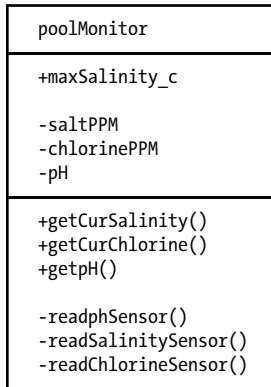 poolMonitor
+maxSalinity_c
-saltPPM
-chlorinePPM
-pH
+getCurSalinity()
+getCurChlorine()
+getpH()
-readphSensor()
-readSalinitySensor()
-readChlorineSensor()